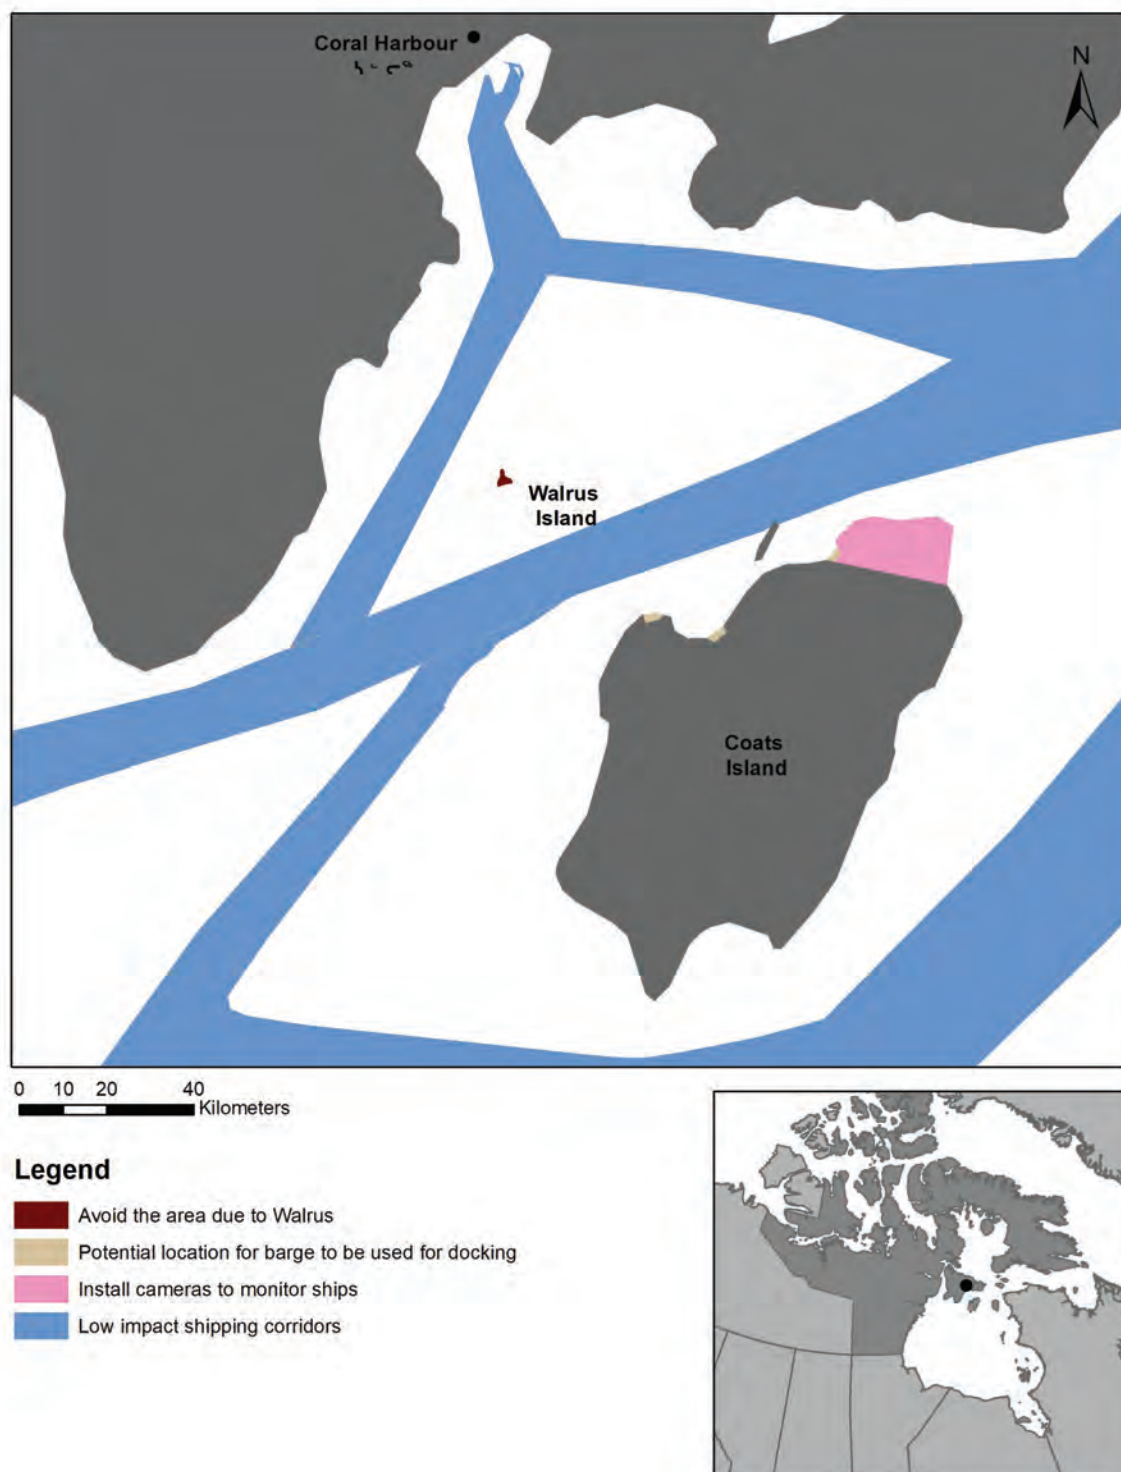 Coral Harbour
N
Walrus
Island
Coats
Island
0 10 20 40
Kilometers
Legend
Avoid the area due to Walrus
Potential location for barge to be used for docking
Install cameras to monitor ships
Low impact shipping corridors